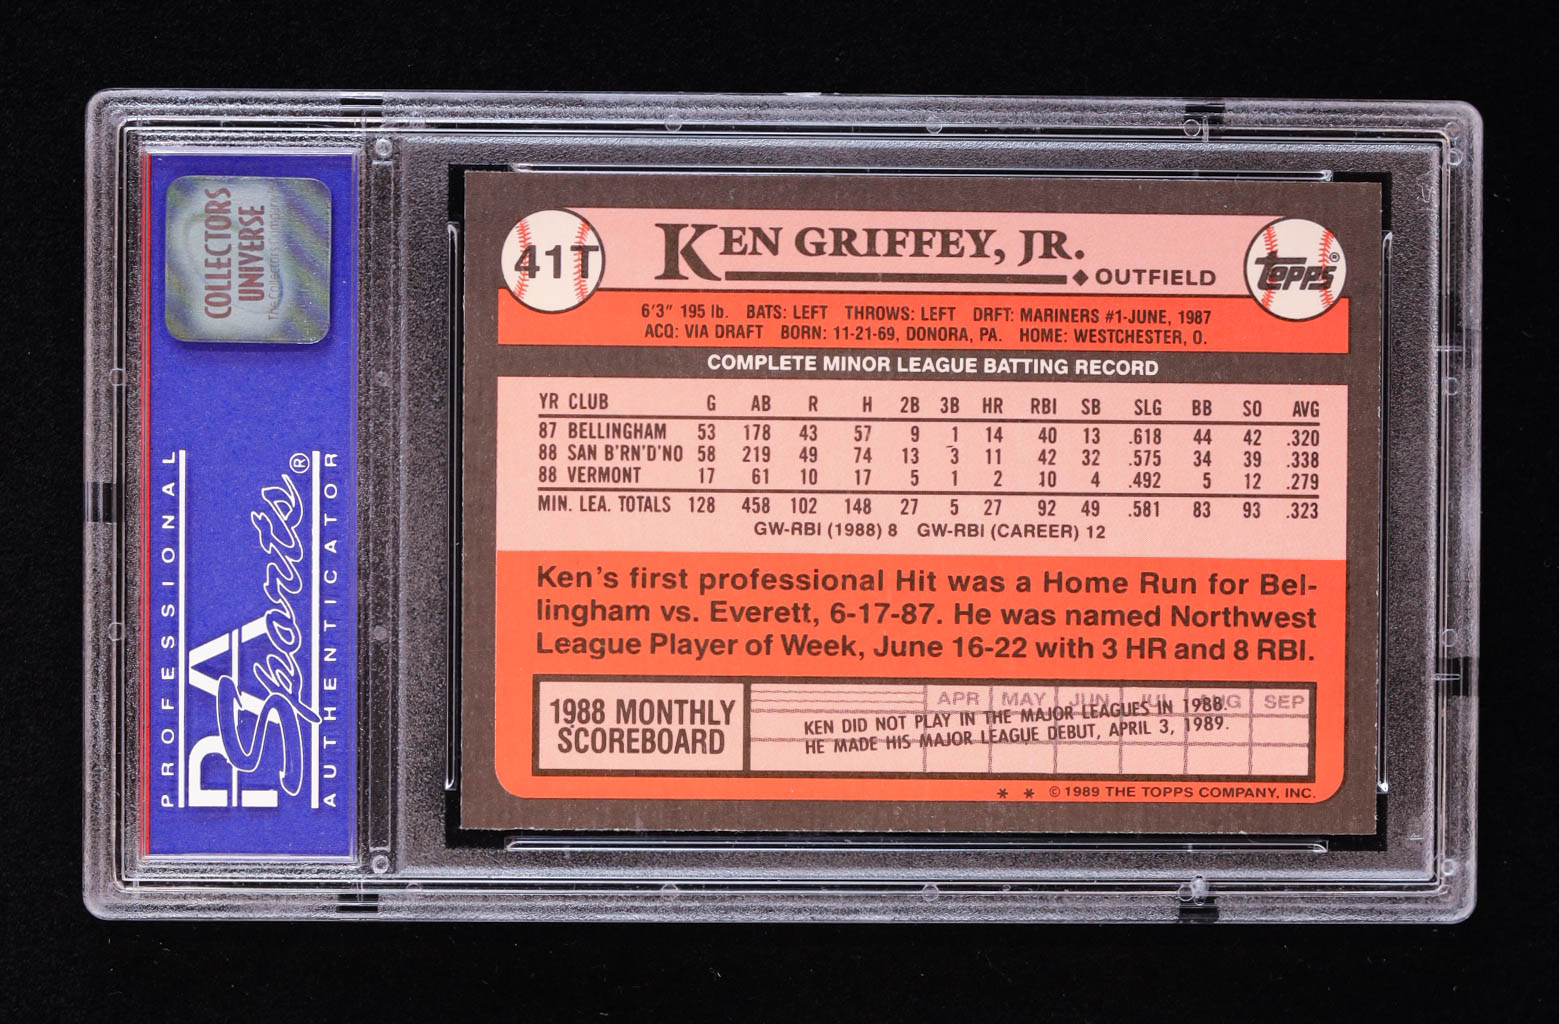 COLLECTORS
UNIVERSE
PROFESSIONAL
PSA
Sports®
AUTHENTICATOR
41T
KEN GRIFFEY, JR.
◆ OUTFIELD
TOPPS®
6'3" 195 lb. BATS: LEFT THROWS: LEFT DRFT: MARINERS #1-JUNE, 1987
ACQ: VIA DRAFT BORN: 11-21-69, DONORA, PA. HOME: WESTCHESTER, O.
COMPLETE MINOR LEAGUE BATTING RECORD
YR CLUB G AB R H 2B 3B HR RBI SB SLG BB SO AVG
87 BELLINGHAM 53 178 43 57 9 1 14 40 13 .618 44 42 .320
88 SAN B'RN'D'NO 58 219 49 74 13 3 11 42 32 .575 34 39 .338
88 VERMONT 17 61 10 17 5 1 2 10 4 .492 5 12 .279
MIN. LEA. TOTALS 128 458 102 148 27 5 27 92 49 .581 83 93 .323
GW-RBI (1988) 8 GW-RBI (CAREER) 12
Ken's first professional Hit was a Home Run for Bel-
lingham vs. Everett, 6-17-87. He was named Northwest
League Player of Week, June 16-22 with 3 HR and 8 RBI.
1988 MONTHLY
SCOREBOARD
APR MAY JUN JUL AUG SEP
KEN DID NOT PLAY IN THE MAJOR LEAGUES IN 1988.
HE MADE HIS MAJOR LEAGUE DEBUT, APRIL 3, 1989.
* * © 1989 THE TOPPS COMPANY, INC.